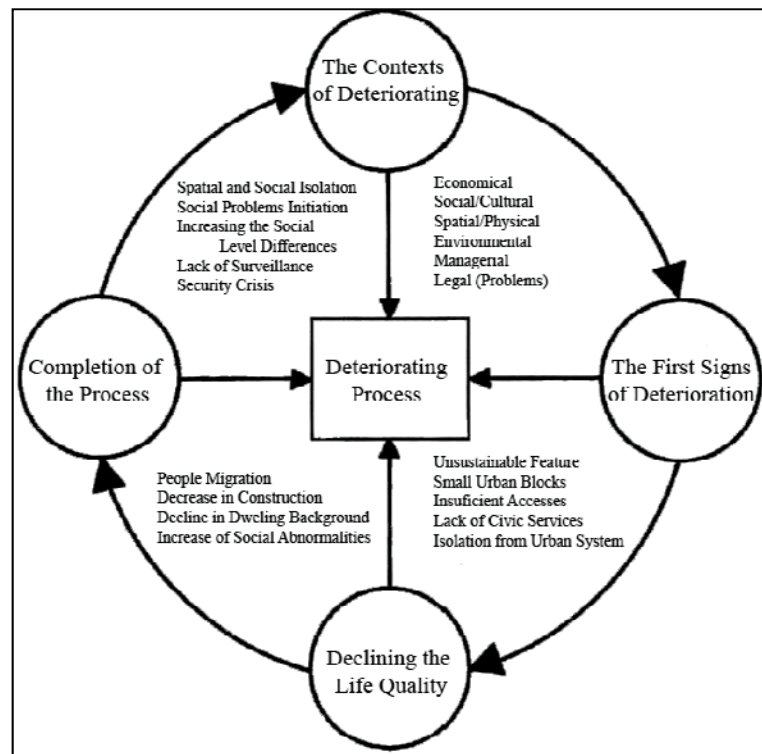 The Contexts
of Deteriorating
Spatial and Social Isolation
Social Problems Initiation
Increasing the Social
Level Differences
Lack of Surveillance
Security Crisis
Economical
Social/Cultural
Spatial/Physical
Environmental
Managerial
Legal (Problems)
Completion of
the Process
Deteriorating
Process
The First Signs
of Deterioration
People Migration
Decrease in Construction
Decline in Dweling Background
Increase of Social Abnormalities
Unsustainable Feature
Small Urban Blocks
Insuficient Accesses
Lack of Civic Services
Isolation from Urban System
Declining the
Life Quality